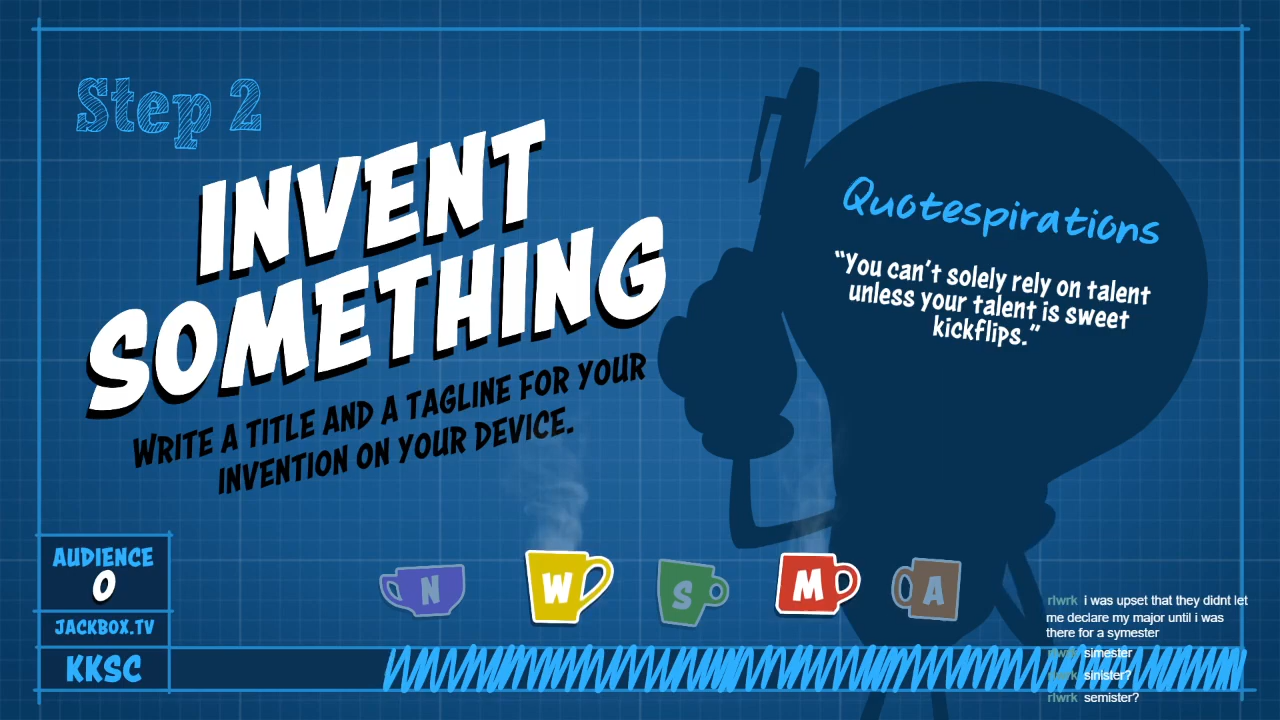 Step 2
INVENT
SOMETHING
WRITE A TITLE AND A TAGLINE FOR YOUR
INVENTION ON YOUR DEVICE.
Quotespirations
"You can't solely rely on talent
unless your talent is sweet
kickflips."
N
W
S
M
A
AUDIENCE
0
JACKBOX.TV
KKSC
rlwrk i was upset that they didnt let
me declare my major until i was
there for a symester
rlwrk simester
rlwrk sinister?
rlwrk semister?